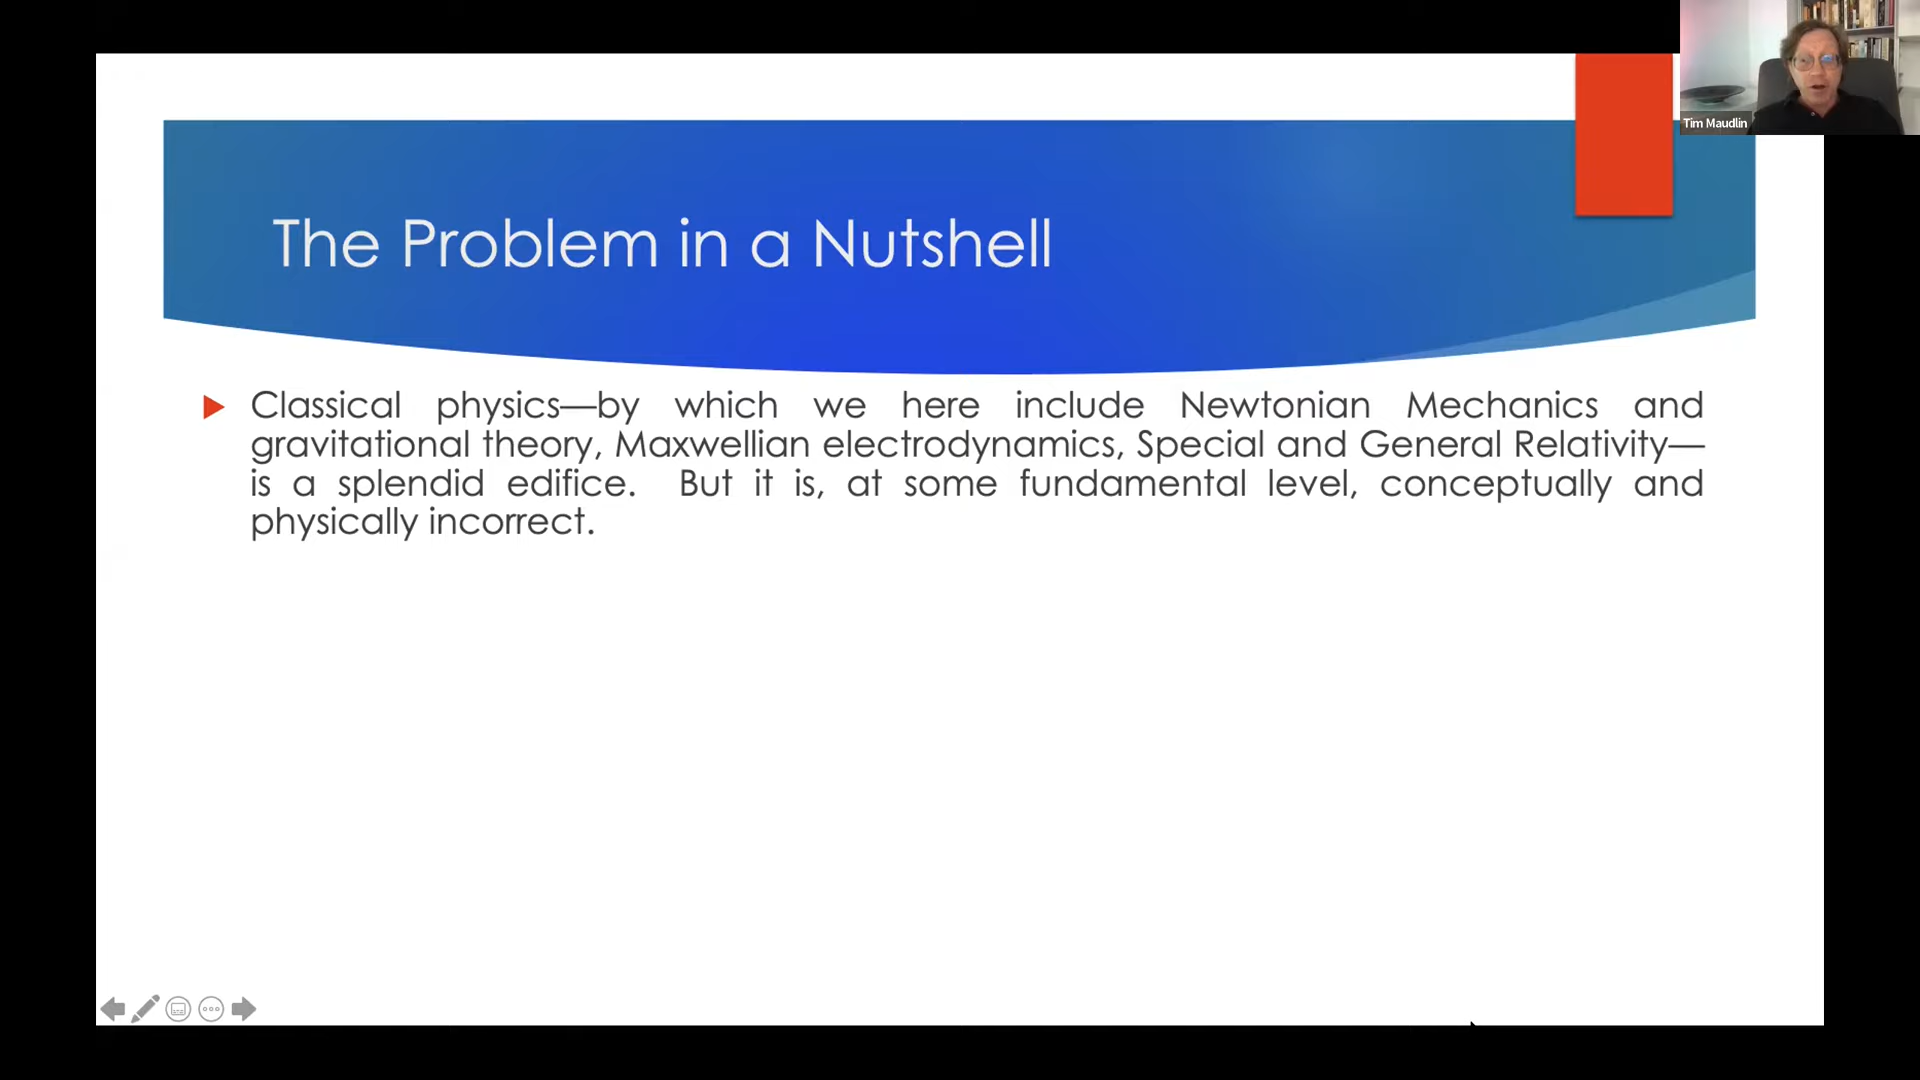 Tim Maudlin
The Problem in a Nutshell
Classical physics—by which we here include Newtonian Mechanics and
gravitational theory, Maxwellian electrodynamics, Special and General Relativity—
is a splendid edifice.  But it is, at some fundamental level, conceptually and
physically incorrect.